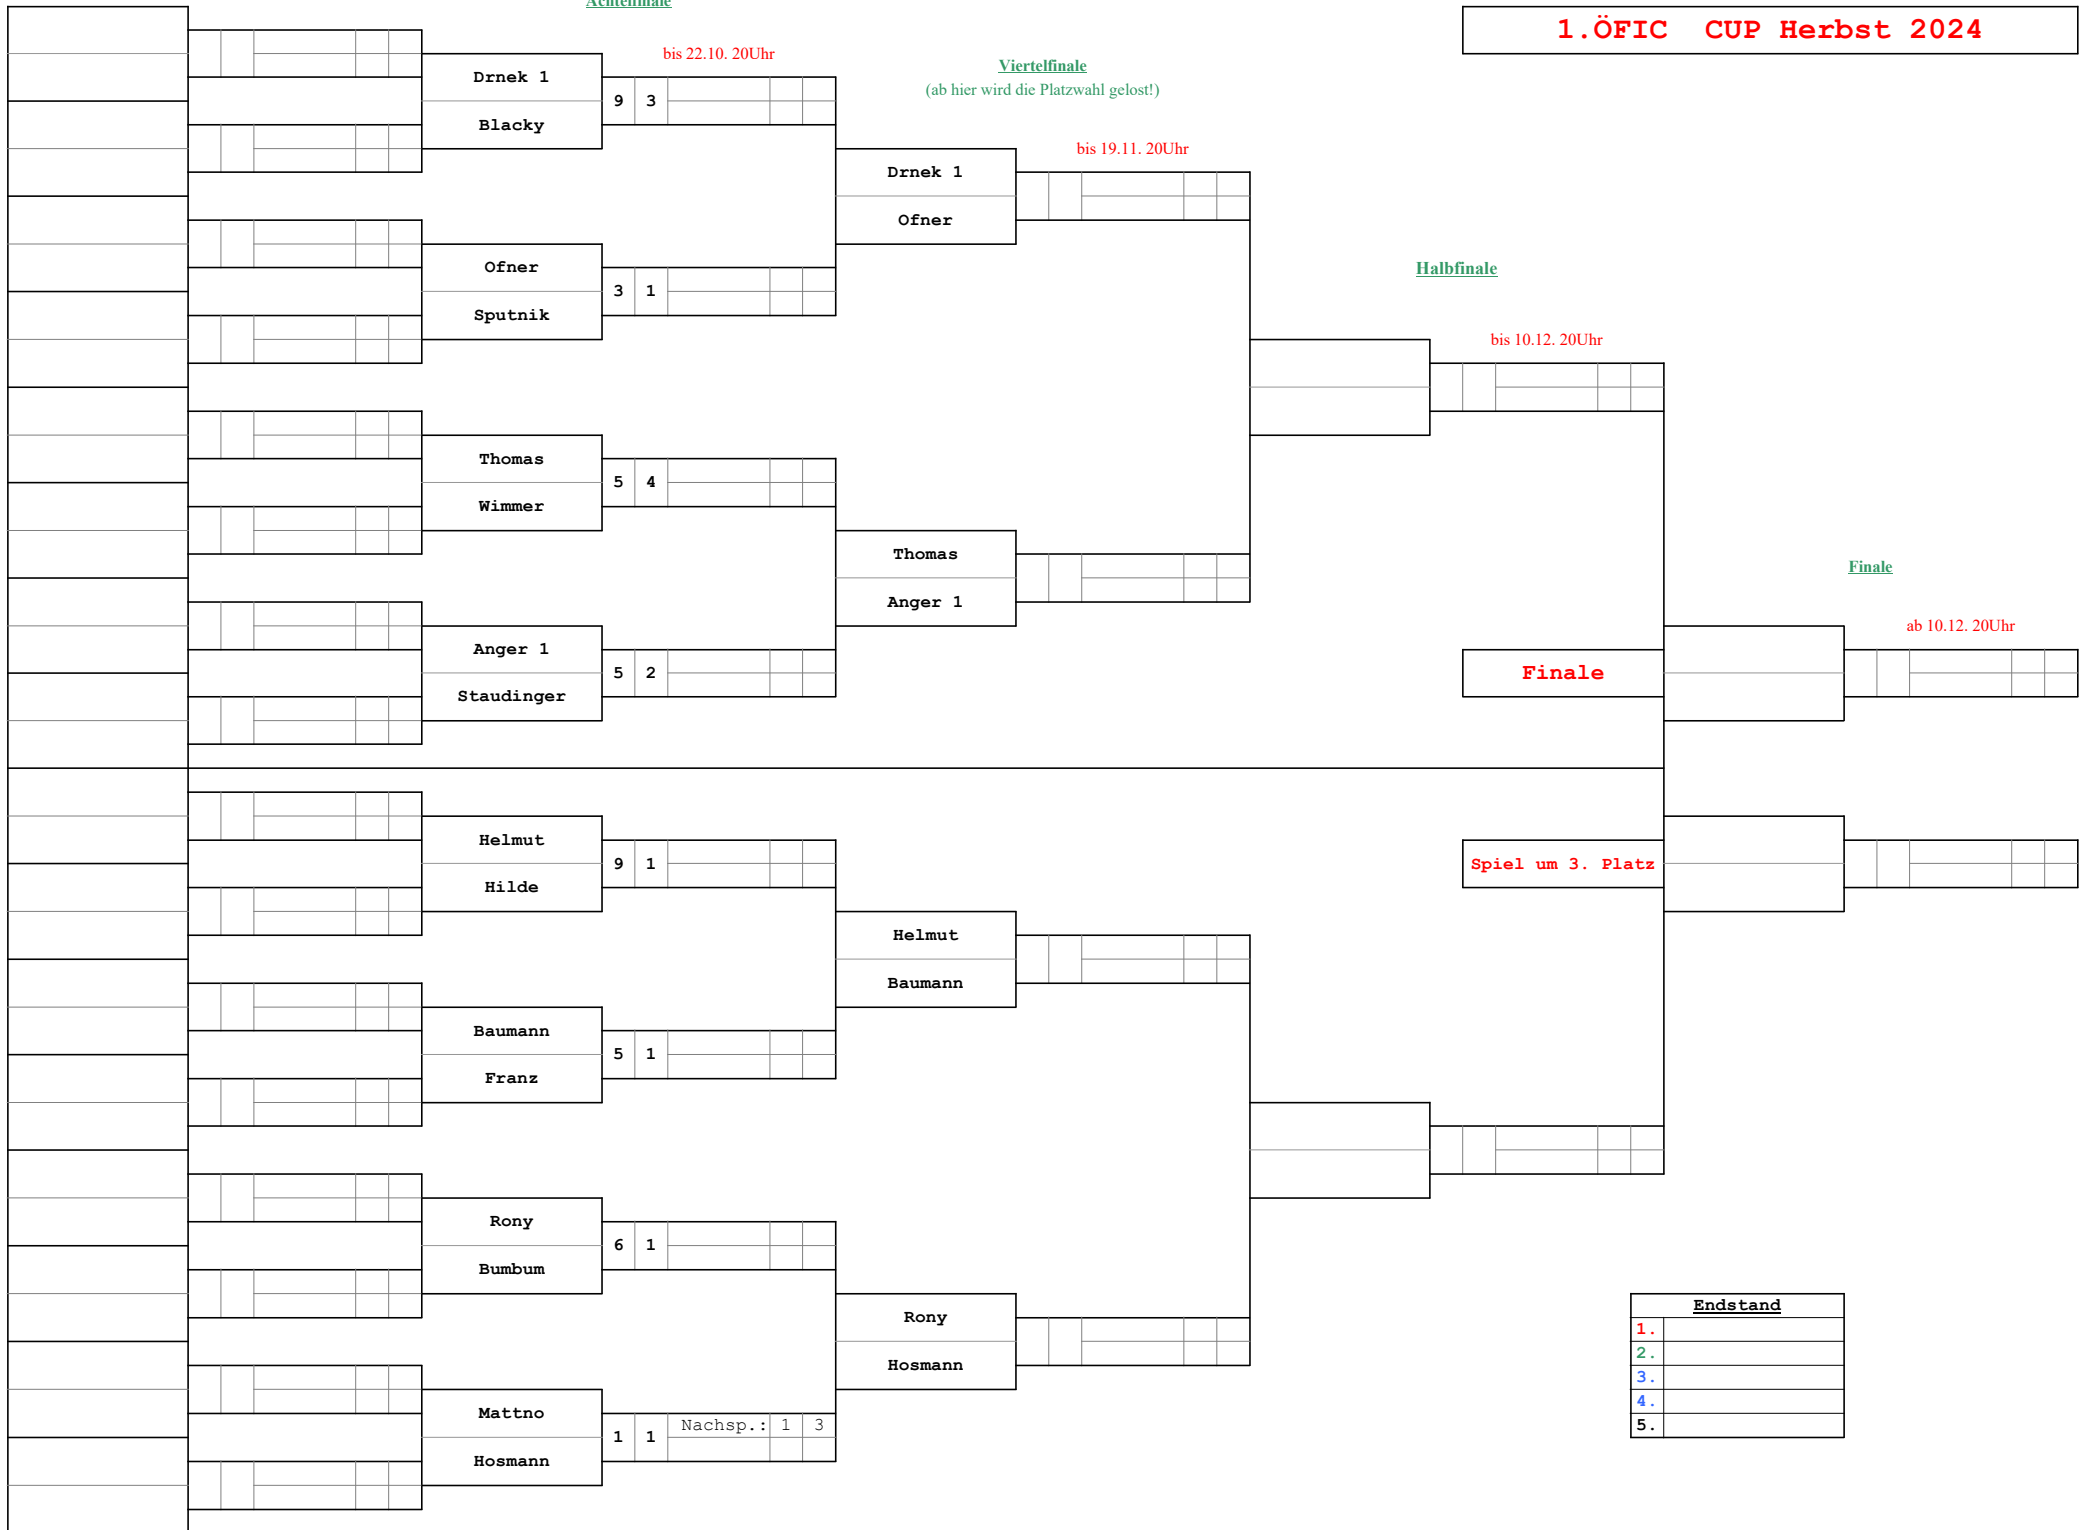 Achtelfinale
1.ÖFIC CUP Herbst 2024
bis 22.10. 20Uhr
Viertelfinale
(ab hier wird die Platzwahl gelost!)
Drnek 1
9 3
Blacky
bis 19.11. 20Uhr
Drnek 1
Ofner
Ofner
3 1
Sputnik
Halbfinale
bis 10.12. 20Uhr
Thomas
5 4
Wimmer
Thomas
Anger 1
Finale
ab 10.12. 20Uhr
Anger 1
5 2
Staudinger
Finale
Helmut
9 1
Hilde
Spiel um 3. Platz
Helmut
Baumann
Baumann
5 1
Franz
Rony
6 1
Bumbum
Rony
Hosmann
Mattno
1 1 Nachsp.: 1 3
Hosmann
Endstand
1.
2.
3.
4.
5.